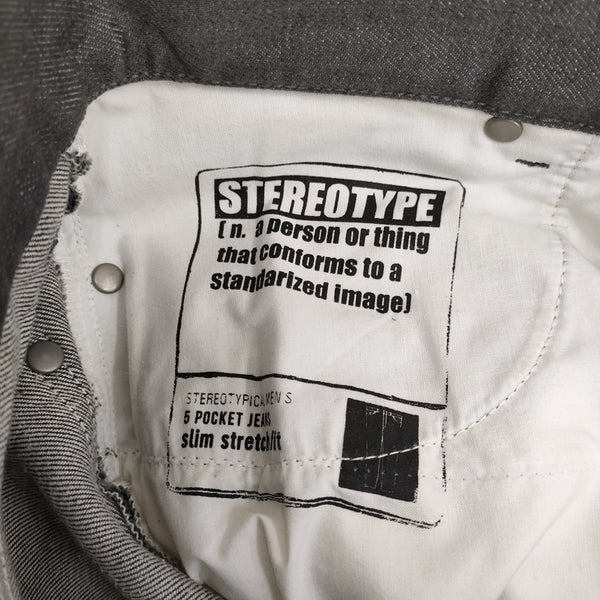 STEREOTYPE
( n. a person or thing
that conforms to a
standarized image)
STEREOTYPICAL MEN S
5 POCKET JEANS
slim stretch fit